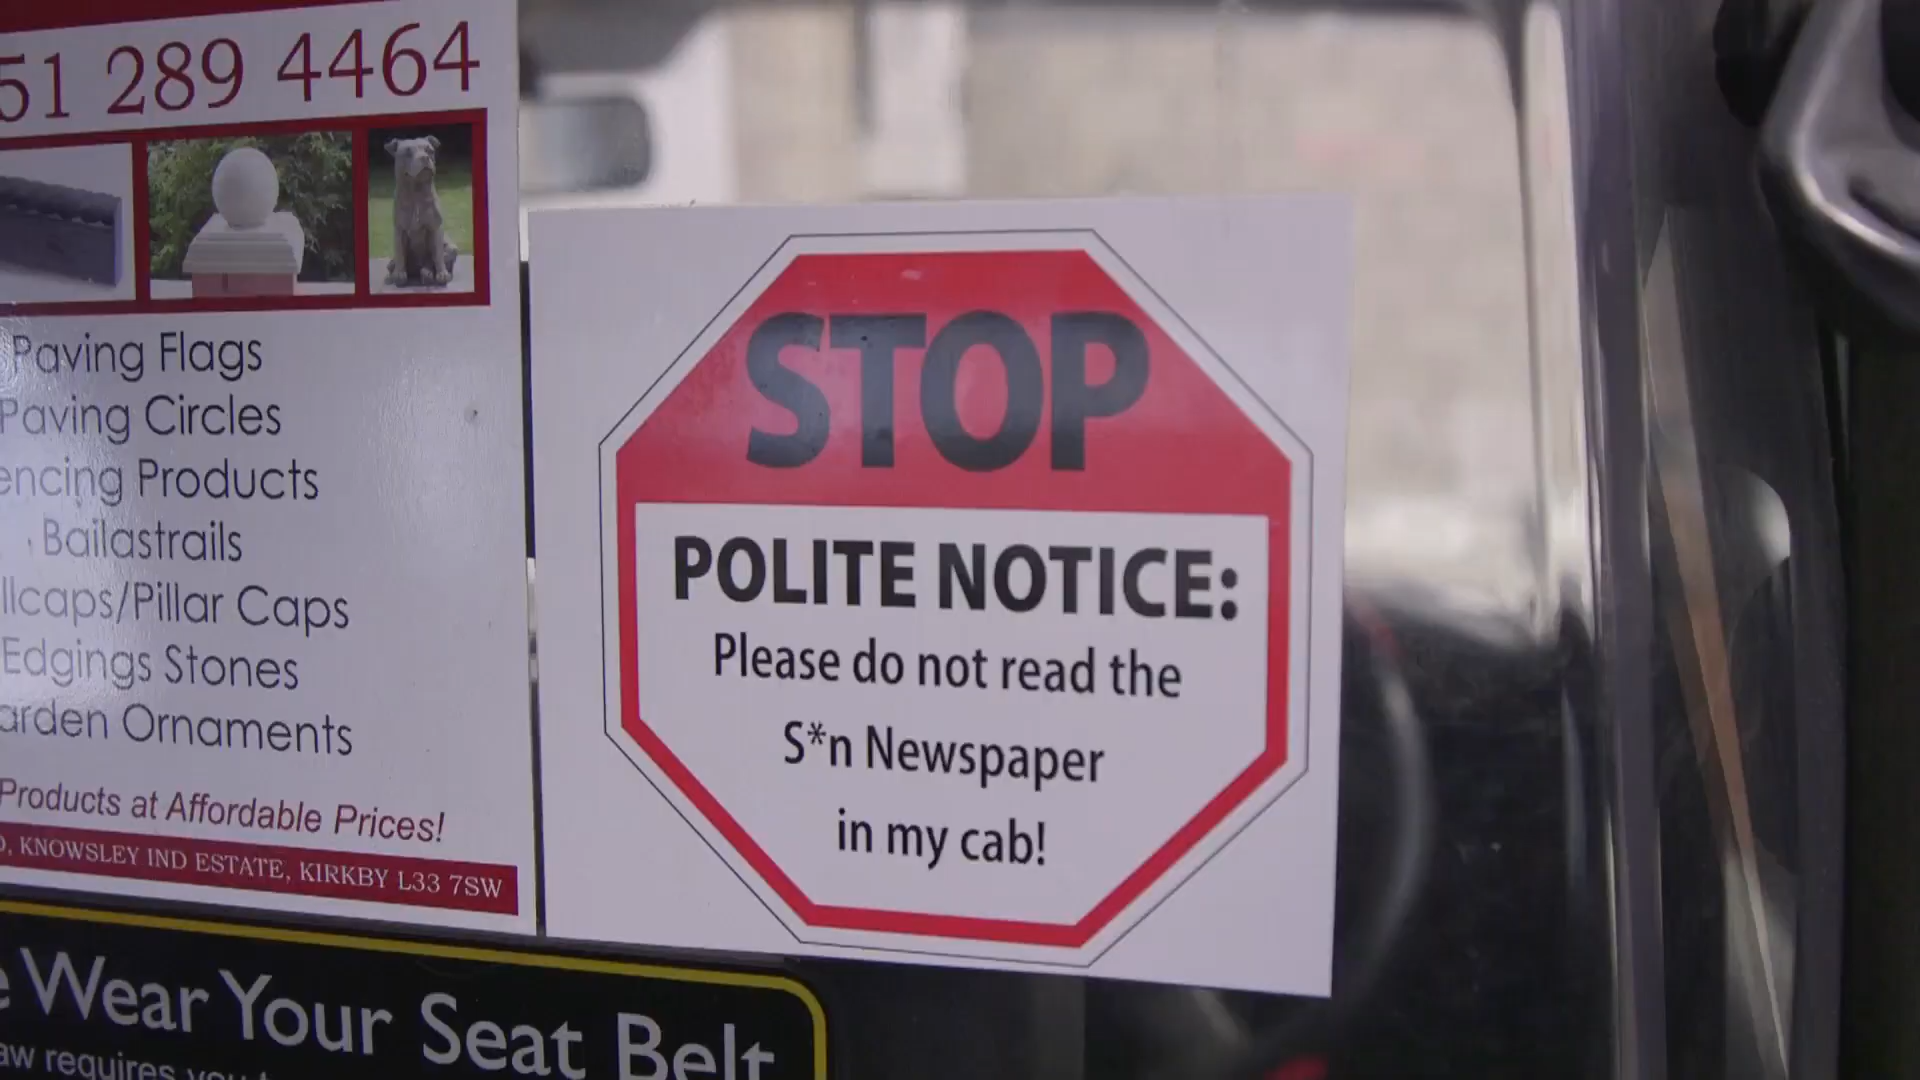 51 289 4464
Paving Flags
Paving Circles
encing Products
Bailastrails
llcaps/Pillar Caps
Edgings Stones
arden Ornaments
Products at Affordable Prices!
, KNOWSLEY IND ESTATE, KIRKBY L33 7SW
STOP
POLITE NOTICE:
Please do not read the
S*n Newspaper
in my cab!
e Wear Your Seat Belt
aw requires you